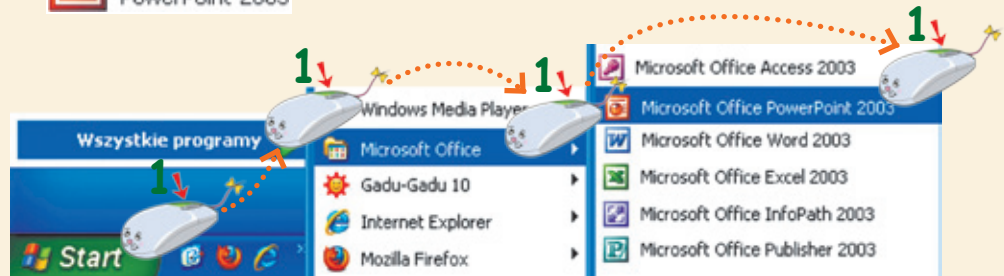 PowerPoint 2003
1
1
1
1
Wszystkie programy
Start
Windows Media Player
Microsoft Office
Gadu-Gadu 10
Internet Explorer
Mozilla Firefox
Microsoft Office Access 2003
Microsoft Office PowerPoint 2003
Microsoft Office Word 2003
Microsoft Office Excel 2003
Microsoft Office InfoPath 2003
Microsoft Office Publisher 2003